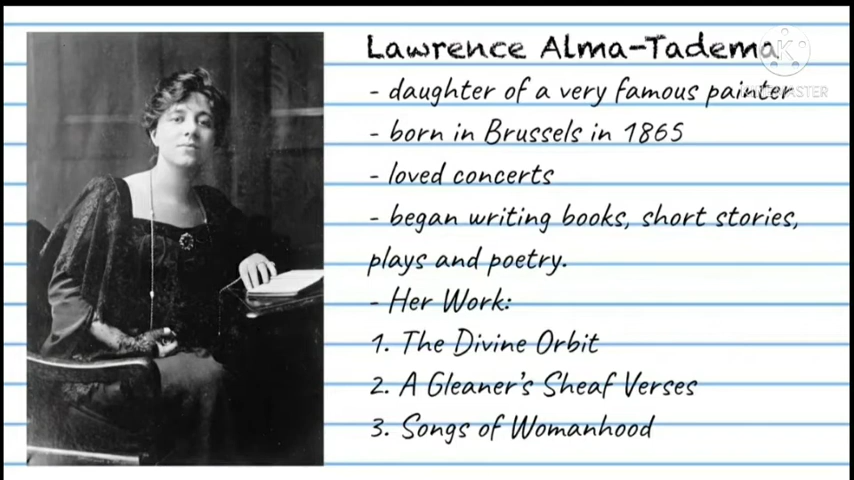 Lawrence Alma-Tadema
- daughter of a very famous painter
- born in Brussels in 1865
- loved concerts
- began writing books, short stories,
plays and poetry.
- Her Work:
1. The Divine Orbit
2. A Gleaner's Sheaf Verses
3. Songs of Womanhood
K
KINEMASTER